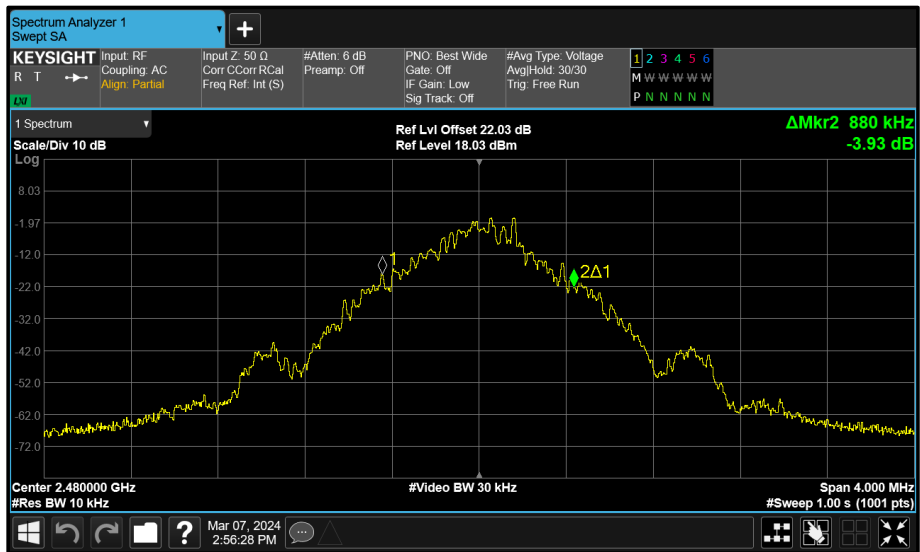 Spectrum Analyzer 1
Swept SA
KEYSIGHT
R T
LXI
Input: RF
Coupling: AC
Align: Partial
Input Z: 50 Ω
Corr CCorr RCal
Freq Ref: Int (S)
#Atten: 6 dB
Preamp: Off
PNO: Best Wide
Gate: Off
IF Gain: Low
Sig Track: Off
#Avg Type: Voltage
Avg|Hold: 30/30
Trig: Free Run
1 2 3 4 5 6
M W W W W W
P N N N N N
1 Spectrum
Scale/Div 10 dB
Ref Lvl Offset 22.03 dB
Ref Level 18.03 dBm
ΔMkr2 880 kHz
-3.93 dB
Log
8.03
-1.97
-12.0
-22.0
-32.0
-42.0
-52.0
-62.0
-72.0
1
2Δ1
Center 2.480000 GHz
#Video BW 30 kHz
Span 4.000 MHz
#Res BW 10 kHz
#Sweep 1.00 s (1001 pts)
?
Mar 07, 2024
2:56:28 PM